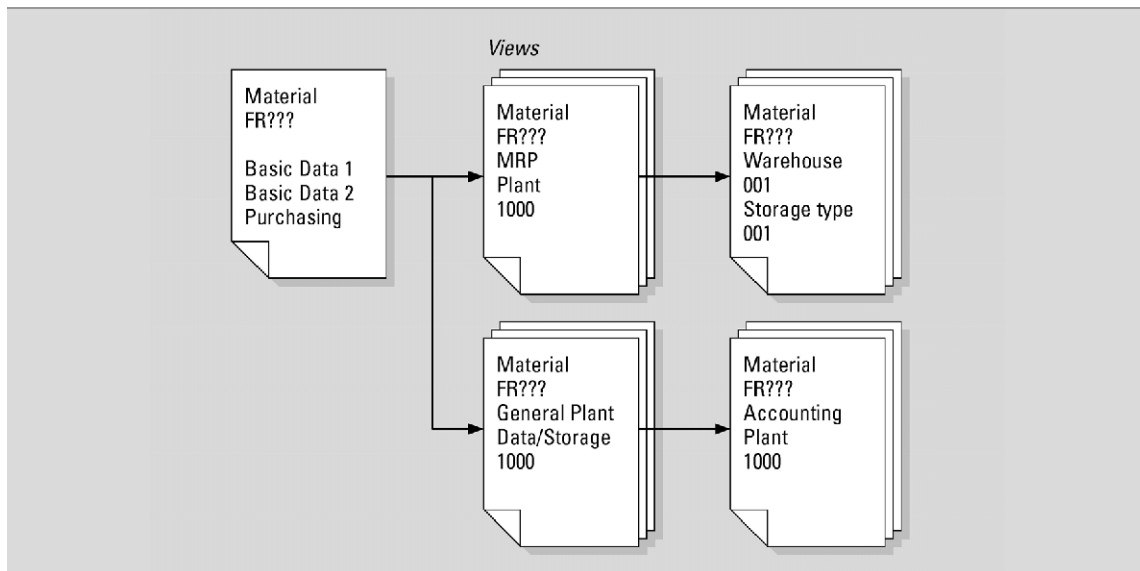 Views
Material
FR???
Basic Data 1
Basic Data 2
Purchasing
Material
FR???
MRP
Plant
1000
Material
FR???
Warehouse
001
Storage type
001
Material
FR???
General Plant
Data/Storage
1000
Material
FR???
Accounting
Plant
1000